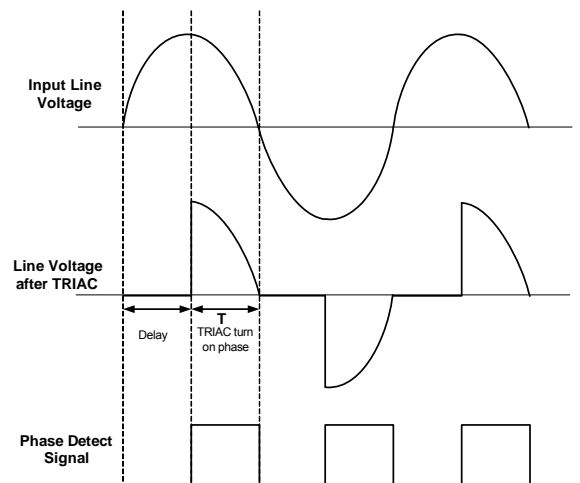 Input Line
Voltage
Line Voltage
after TRIAC
Delay
T
TRIAC turn
on phase
Phase Detect
Signal